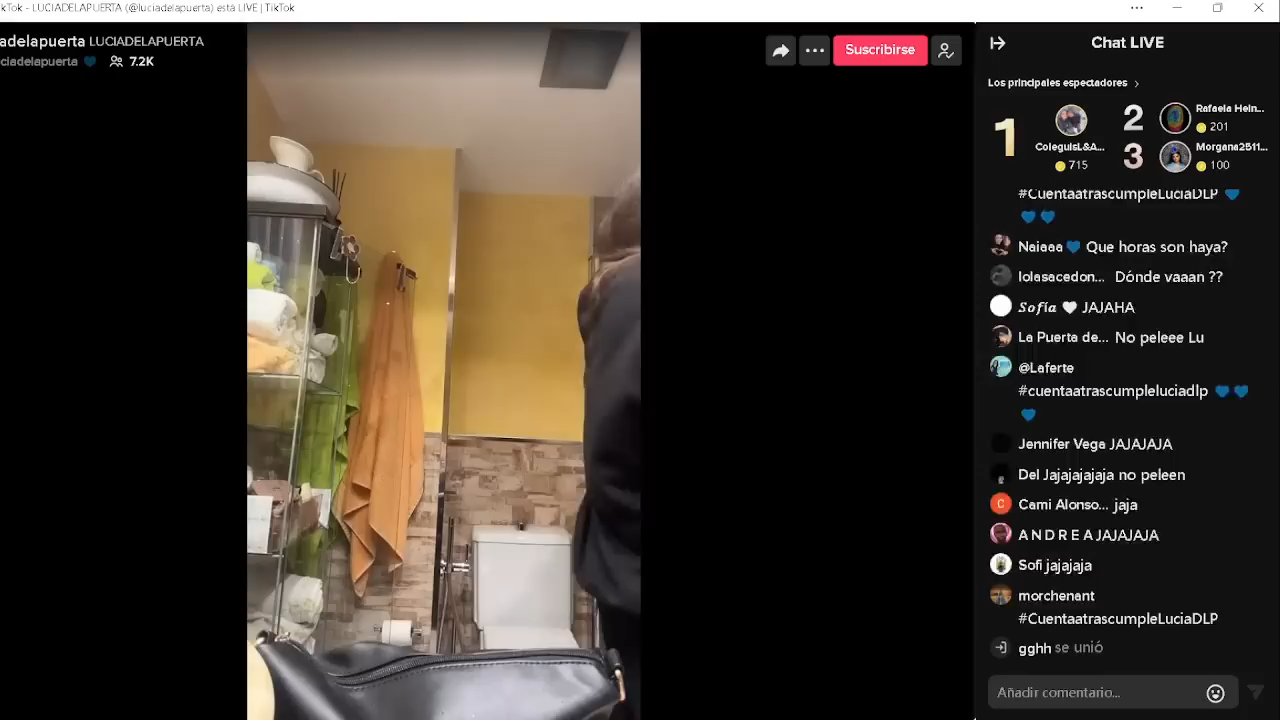 kTok - LUCIADELAPUERTA (@luciadelapuerta) está LIVE | TikTok
adelapuerta LUCIADELAPUERTA
ciadelapuerta 💙 7.2K
Suscribirse
Chat LIVE
Los principales espectadores
1
ColeguisL&A...
715
2
Rafaela Hein...
201
3
Morgana2511...
100
#CuentaatrascumpleLuciaDLP 💙
💙 💙
Naiaaa 💙 Que horas son haya?
lolasacedon... Dónde vaaan ??
Sofía 🤍 JAJAHA
La Puerta de... No peleee Lu
@Laferte
#cuentaatrascumpleluciadlp 💙 💙
💙
Jennifer Vega JAJAJAJA
Del Jajajajajaja no peleen
C
Cami Alonso... jaja
A N D R E A JAJAJAJA
Sofi jajajaja
morchenant
#CuentaatrascumpleLuciaDLP
gghh se unió
Añadir comentario...